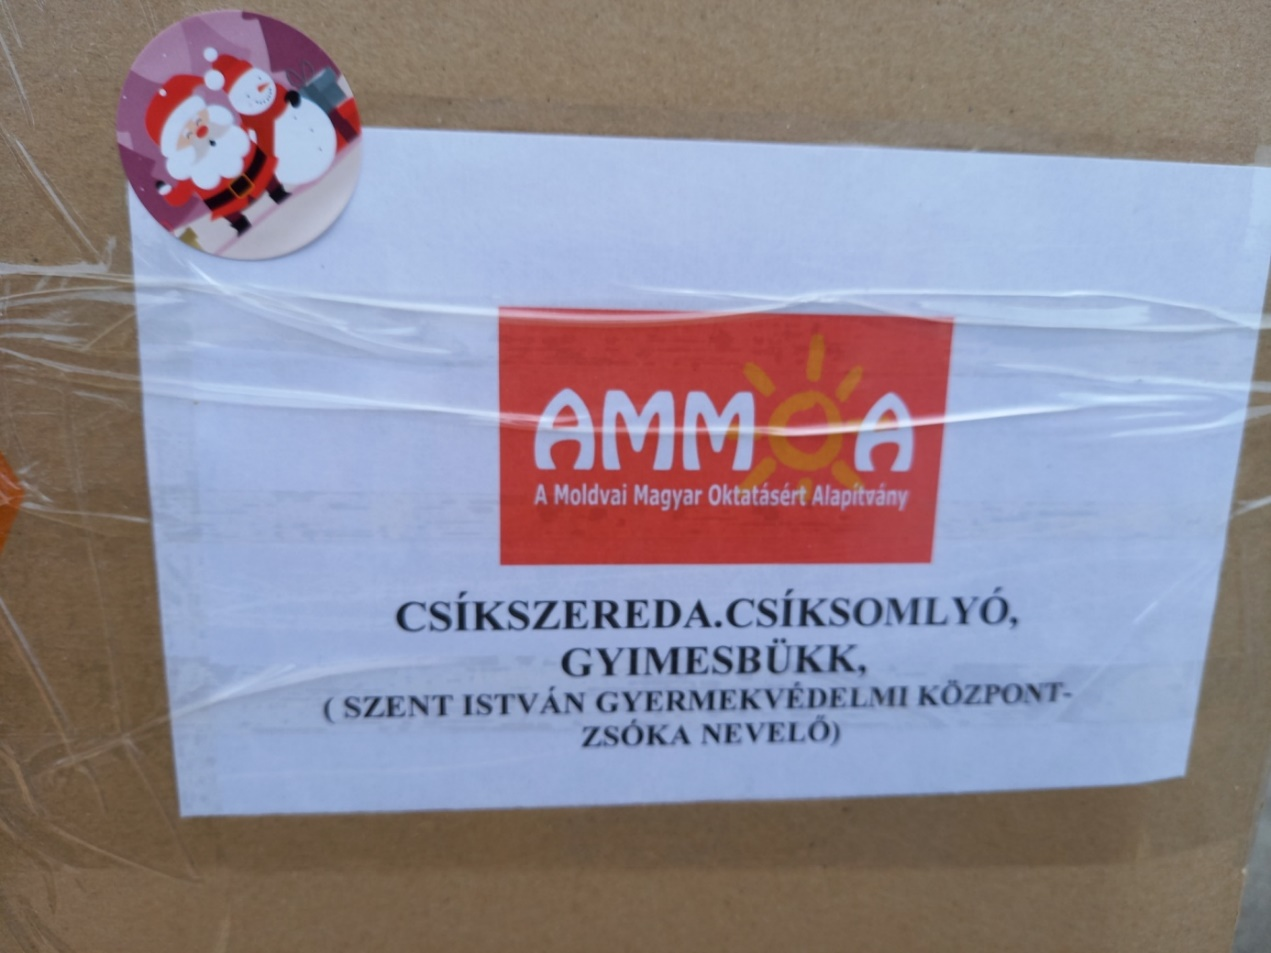 AMMOA
A Moldvai Magyar Oktatásért Alapítvány
CSÍKSZEREDA.CSÍKSOMLYÓ,
GYIMESBÜKK,
( SZENT ISTVÁN GYERMEKVÉDELMI KÖZPONT-
ZSÓKA NEVELŐ)